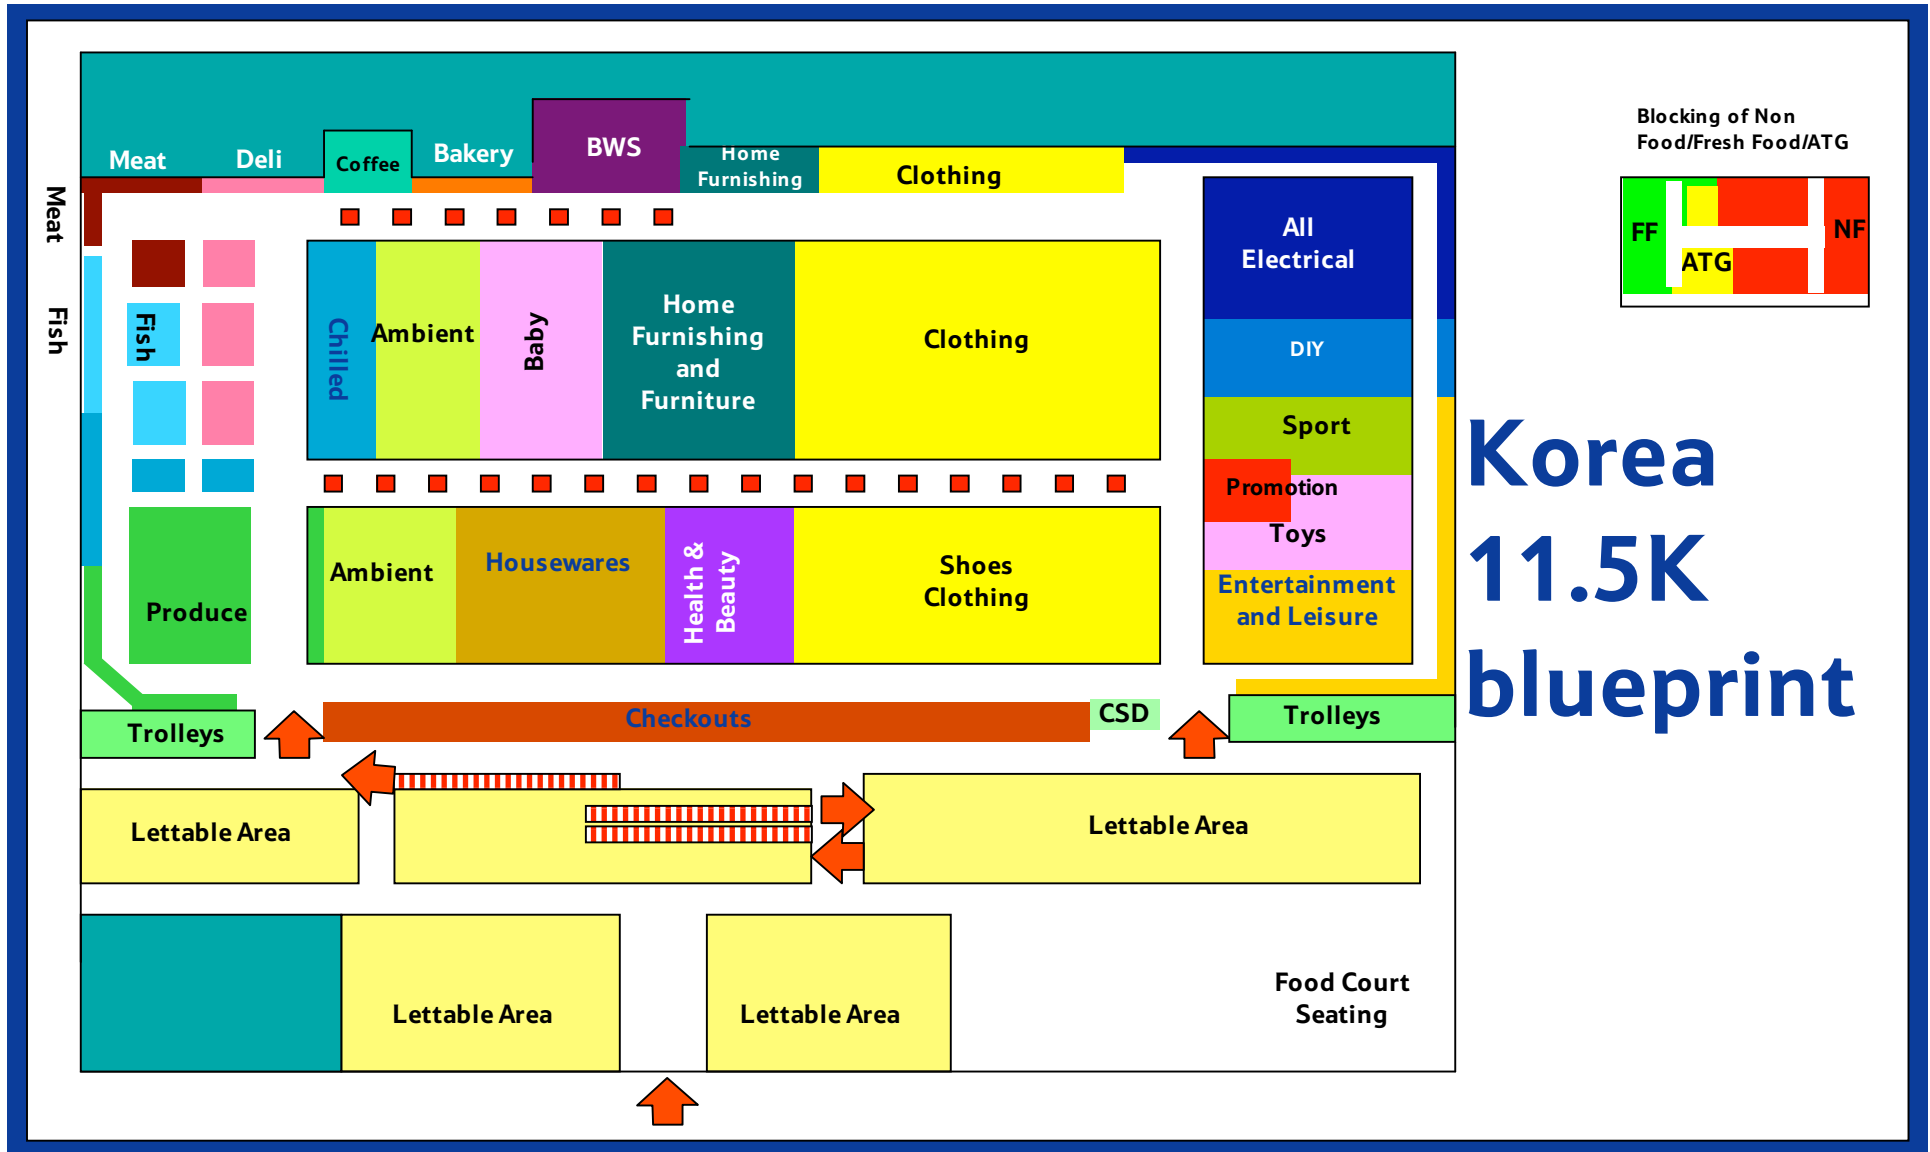 Blocking of Non
Food/Fresh Food/ATG
Meat
Deli
Coffee
Bakery
BWS
Home
Furnishing
Clothing
Meat
Fish
Fish
Chilled
Ambient
Baby
Home
Furnishing
and
Furniture
Clothing
All
Electrical
DIY
Sport
Promotion
Toys
Entertainment
and Leisure
FF
ATG
NF
Produce
Ambient
Housewares
Health &
Beauty
Shoes
Clothing
Korea
11.5K
blueprint
Trolleys
Checkouts
CSD
Trolleys
Lettable Area
Lettable Area
Lettable Area
Lettable Area
Food Court
Seating